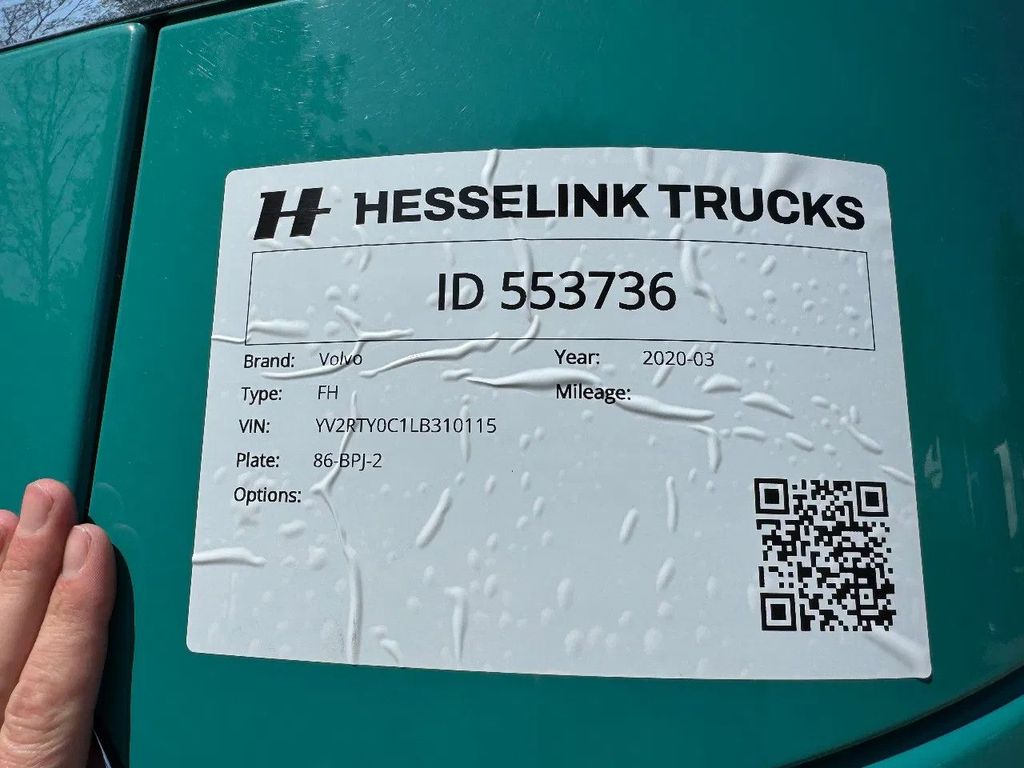 H HESSELINK TRUCKS
ID 553736
Brand: Volvo Year: 2020-03
Type: FH Mileage:
VIN: YV2RTY0C1LB310115
Plate: 86-BPJ-2
Options: